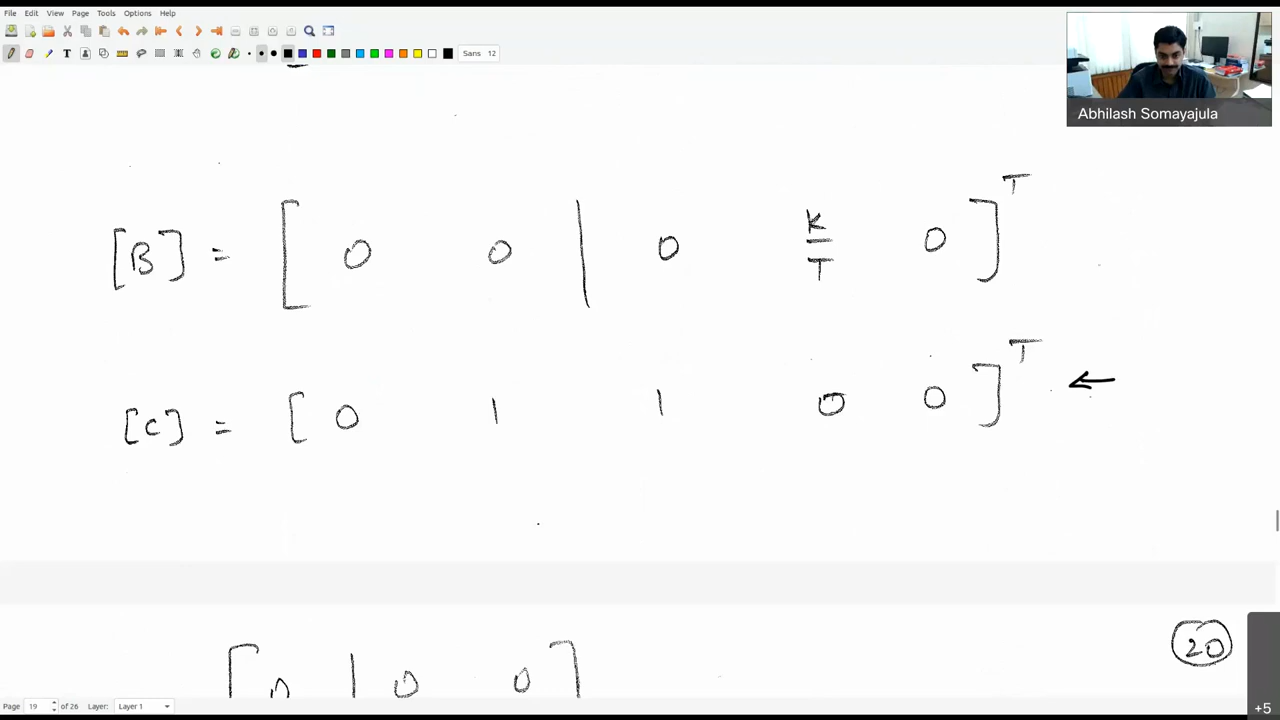 File Edit View Page Tools Options Help
T Sans 12
Abhilash Somayajula
[B] = [ 0 0 | 0 K/T 0 ]^T
[C] = [ 0 1 1 0 0 ]^T ←
20
[ 0 | 0 0 ]
Page 19 of 26 Layer: Layer 1
+5